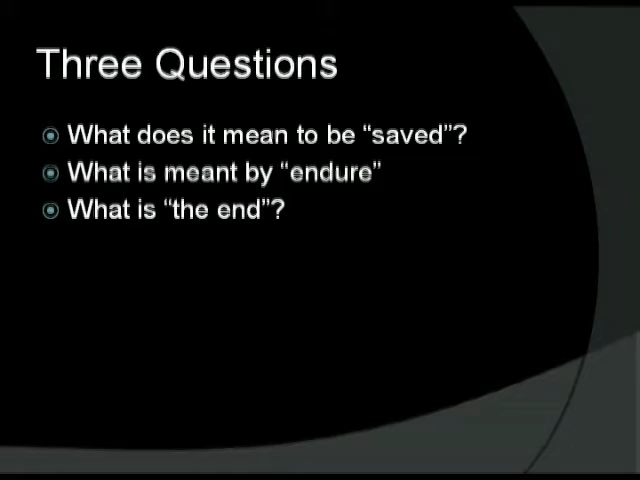 Three Questions
What does it mean to be “saved”?
What is meant by “endure”
What is “the end”?